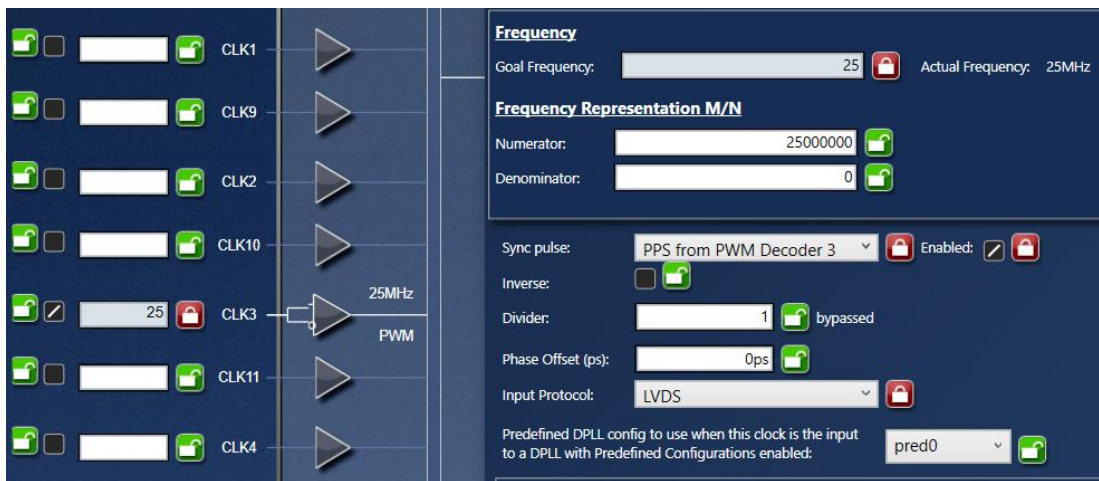 CLK1
CLK9
CLK2
CLK10
25 CLK3
25MHz
PWM
CLK11
CLK4
Frequency
Goal Frequency: 25 Actual Frequency: 25MHz
Frequency Representation M/N
Numerator: 25000000
Denominator: 0
Sync pulse: PPS from PWM Decoder 3 Enabled:
Inverse:
Divider: 1 bypassed
Phase Offset (ps): 0ps
Input Protocol: LVDS
Predefined DPLL config to use when this clock is the input
to a DPLL with Predefined Configurations enabled: pred0